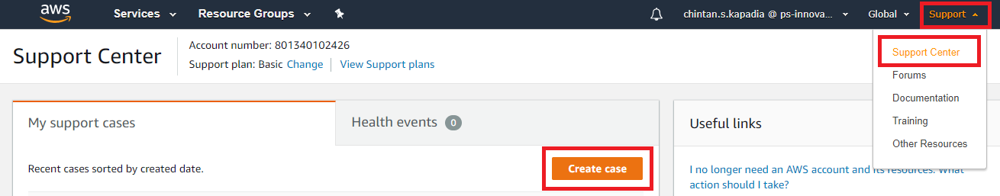 aws Services Resource Groups chintan.s.kapadia @ ps-innova... Global Support
Support Center
Account number: 801340102426
Support plan: Basic Change View Support plans
Support Center
Forums
Documentation
Training
Other Resources
My support cases
Health events 0
Recent cases sorted by created date.
Create case
Useful links
I no longer need an AWS account and its resources. What
action should I take?